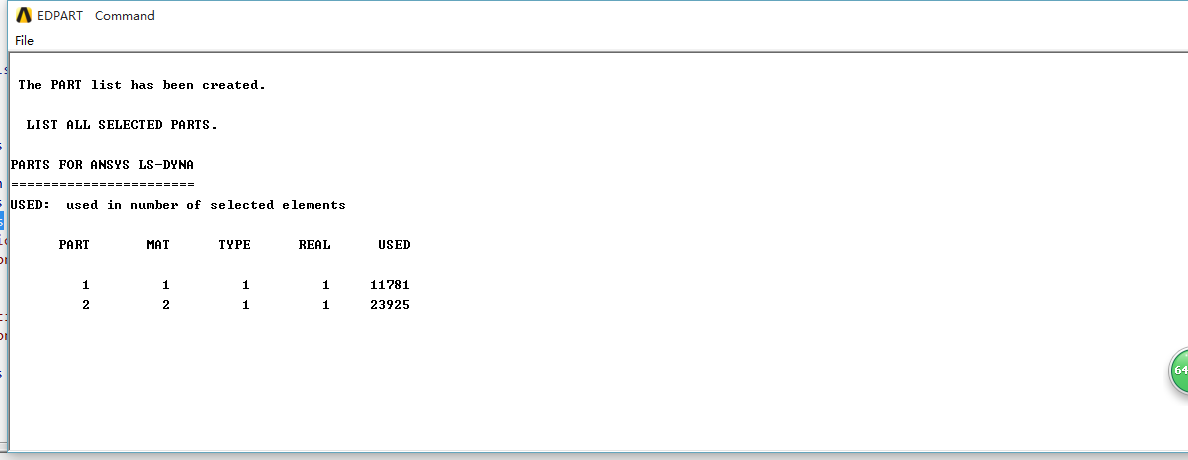 EDPART Command
File
The PART list has been created.
LIST ALL SELECTED PARTS.
PARTS FOR ANSYS LS-DYNA
=======================
USED: used in number of selected elements
PART MAT TYPE REAL USED
1 1 1 1 11781
2 2 1 1 23925
64